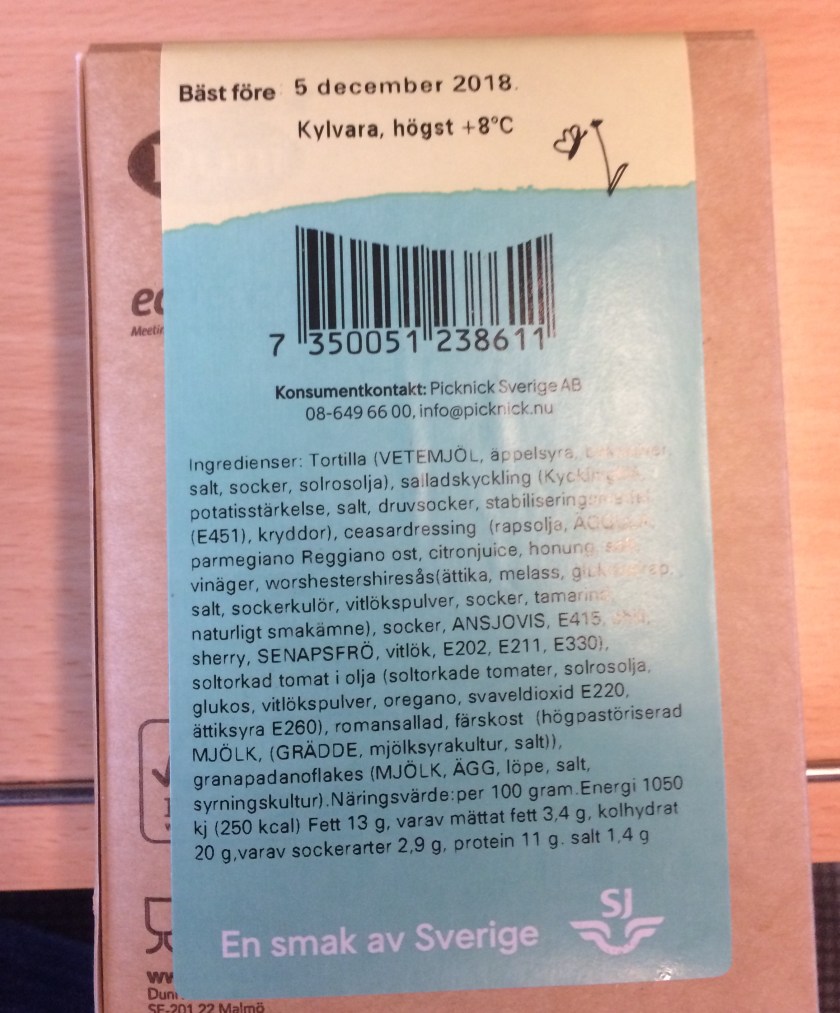 Bäst före 5 december 2018.
Kylvara, högst +8°C
7 350051 238611
Konsumentkontakt: Picknick Sverige AB
08-649 66 00, info@picknick.nu
Ingredienser: Tortilla (VETEMJÖL, äppelsyra,
salt, socker, solrosolja), salladskyckling
potatisstärkelse, salt, druvsocker,
(E451), kryddor), ceasardressing (rapsolja,
parmegiano Reggiano ost, citronjuice, honung,
vinäger, worshestershiresås(ättika, melass,
salt, sockerkulör, vitlökspulver, socker,
naturligt smakämne), socker, ANSJOVIS, E415,
sherry, SENAPSFRÖ, vitlök, E202, E211, E330),
soltorkad tomat i olja (soltorkade tomater, solrosolja,
glukos, vitlökspulver, oregano, svaveldioxid E220,
ättiksyra E260), romansallad, färskost (högpastöriserad
MJÖLK, (GRÄDDE, mjölksyrakultur, salt)),
granapadanoflakes (MJÖLK, ÄGG, löpe, salt,
syrningskultur).Näringsvärde:per 100 gram.Energi 1050
kj (250 kcal) Fett 13 g, varav mättat fett 3,4 g, kolhydrat
20 g,varav sockerarter 2,9 g, protein 11 g. salt 1,4 g
SJ
En smak av Sverige
SE-201 22 Malmö